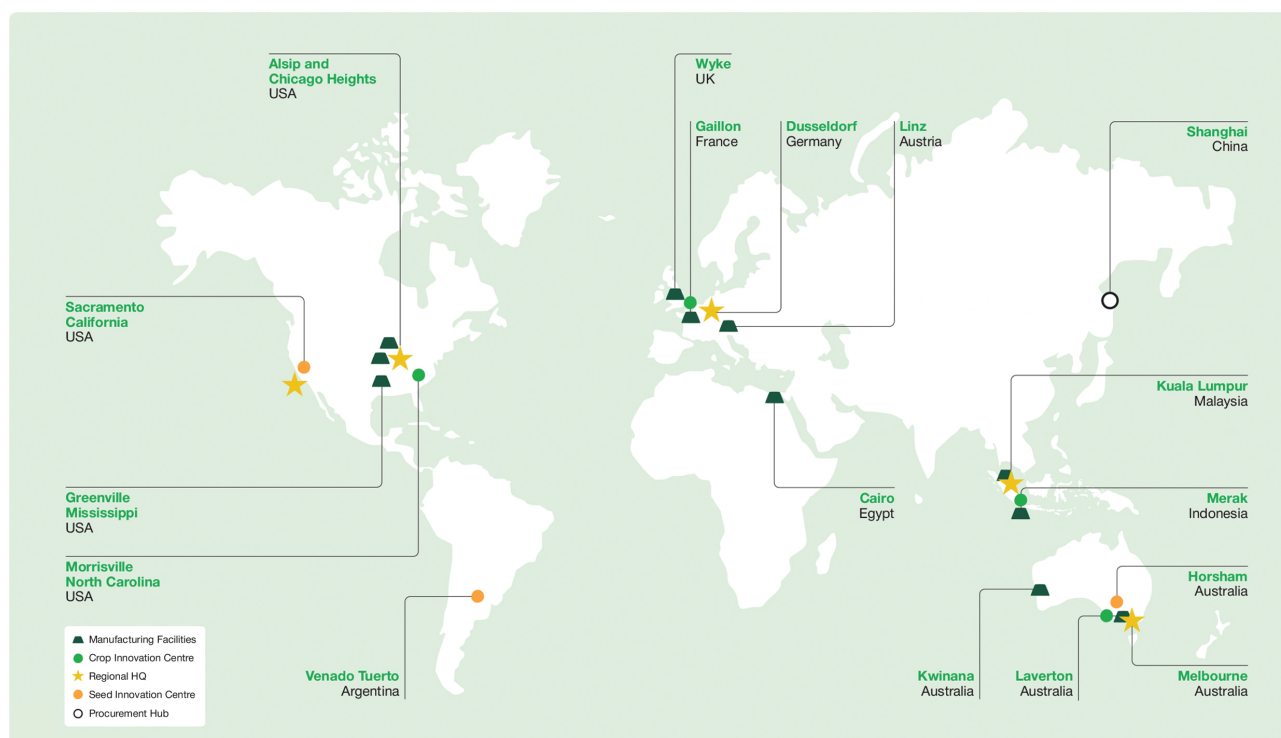 Alsip and
Chicago Heights
USA
Wyke
UK
Gaillon
France
Dusseldorf
Germany
Linz
Austria
Shanghai
China
Sacramento
California
USA
Kuala Lumpur
Malaysia
Greenville
Mississippi
USA
Cairo
Egypt
Merak
Indonesia
Morrisville
North Carolina
USA
Horsham
Australia
Venado Tuerto
Argentina
Kwinana
Australia
Laverton
Australia
Melbourne
Australia
Manufacturing Facilities
Crop Innovation Centre
Regional HQ
Seed Innovation Centre
Procurement Hub